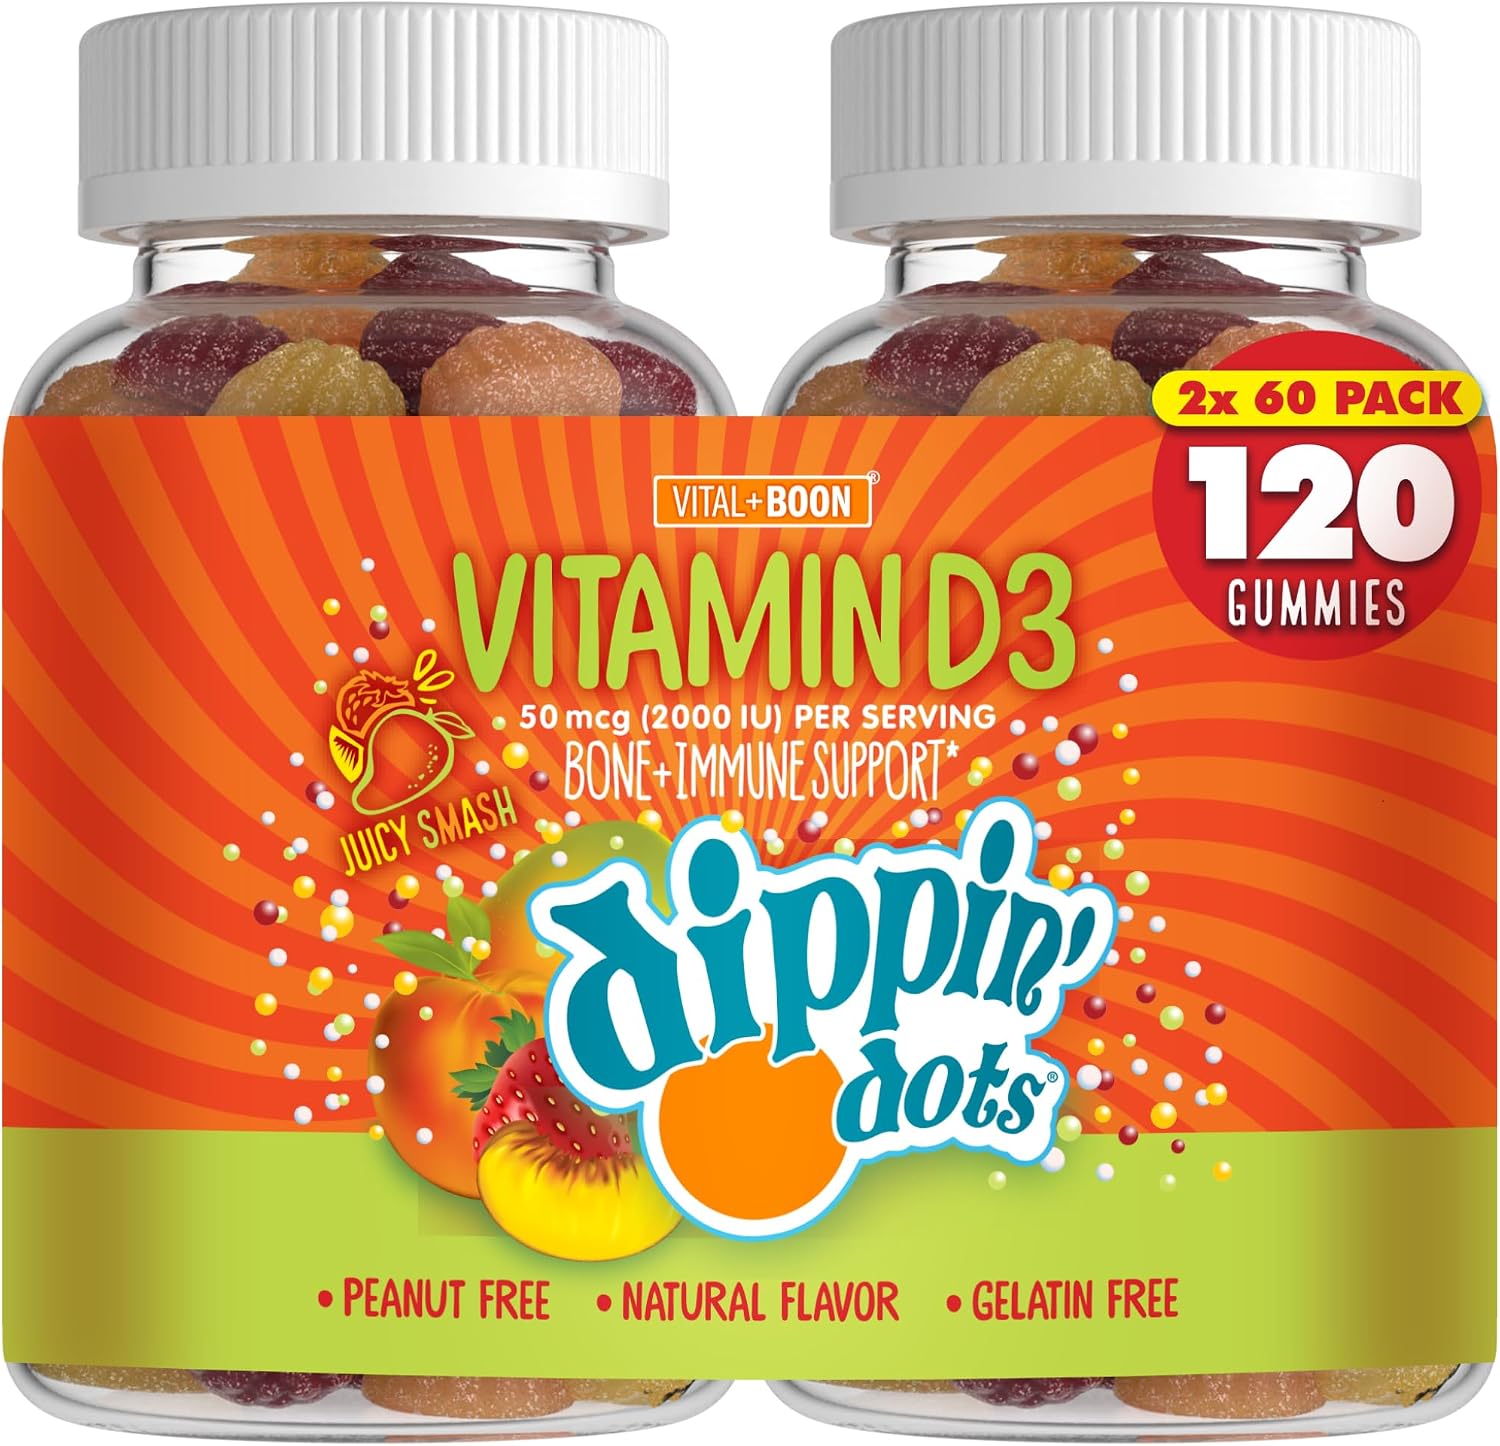 2x 60 PACK
120
GUMMIES
VITAL+BOON®
VITAMIN D3
50 mcg (2000 IU) PER SERVING
BONE+IMMUNE SUPPORT*
JUICY SMASH
dippin'
dots®
• PEANUT FREE • NATURAL FLAVOR • GELATIN FREE